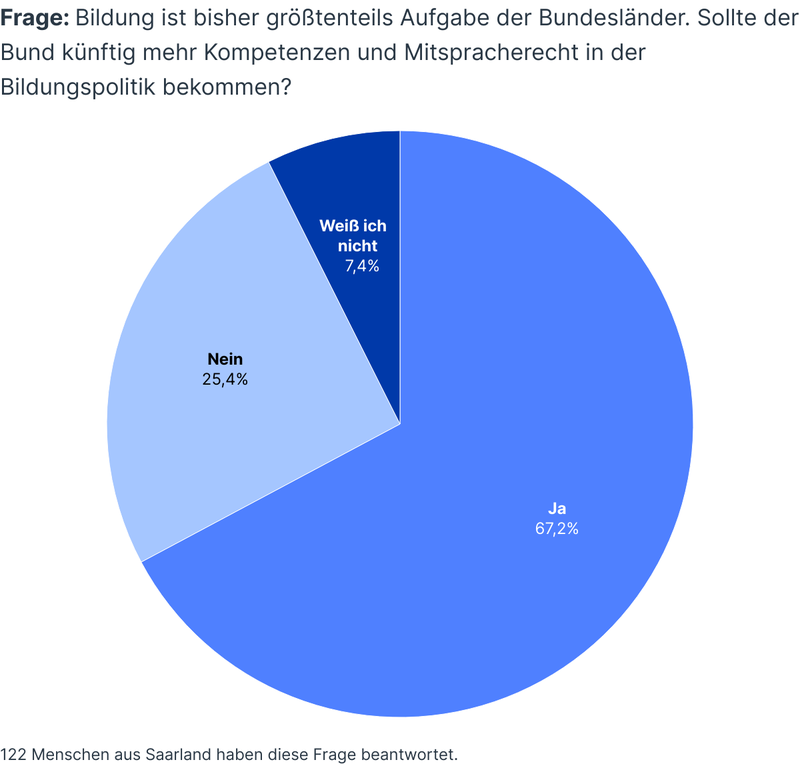 Frage: Bildung ist bisher größtenteils Aufgabe der Bundesländer. Sollte der
Bund künftig mehr Kompetenzen und Mitspracherecht in der
Bildungspolitik bekommen?
Weiß ich
nicht
7,4%
Nein
25,4%
Ja
67,2%
122 Menschen aus Saarland haben diese Frage beantwortet.